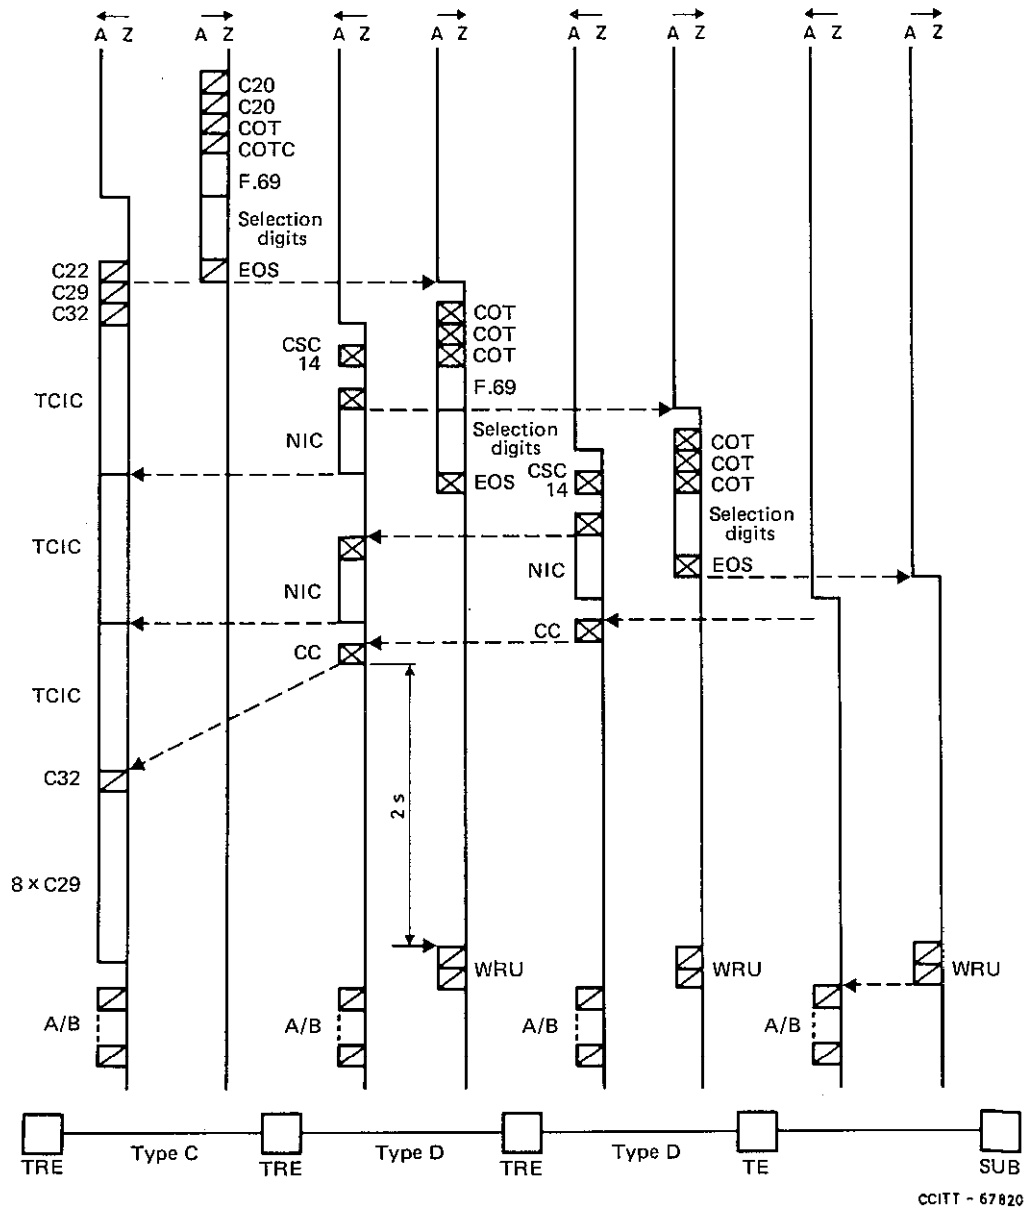 A Z A Z A Z A Z A Z A Z A Z A Z
C20
C20
COT
COTC
F.69
Selection
digits
C22
EOS
C29
C32
COT
COT
COT
CSC
14
F.69
TCIC
NIC
Selection
digits
COT
COT
COT
CSC
14
EOS
Selection
digits
TCIC
NIC
NIC
EOS
CC
CC
TCIC
C32
2 s
8 x C29
WRU
WRU
WRU
A/B
A/B
A/B
A/B
Type C
Type D
Type D
TRE
TRE
TRE
TE
SUB
CCITT - 67820